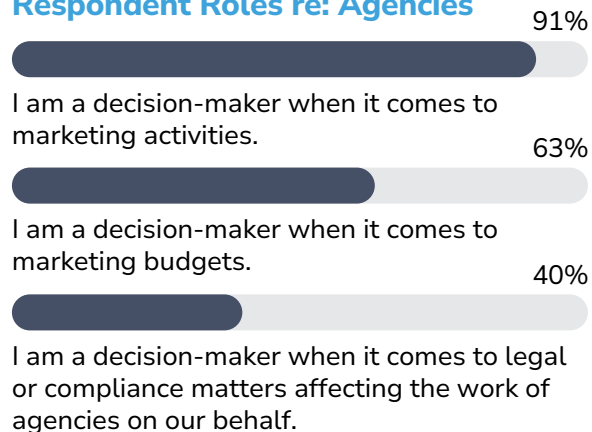 Respondent Roles re: Agencies
91%
I am a decision-maker when it comes to
marketing activities.
63%
I am a decision-maker when it comes to
marketing budgets.
40%
I am a decision-maker when it comes to legal
or compliance matters affecting the work of
agencies on our behalf.